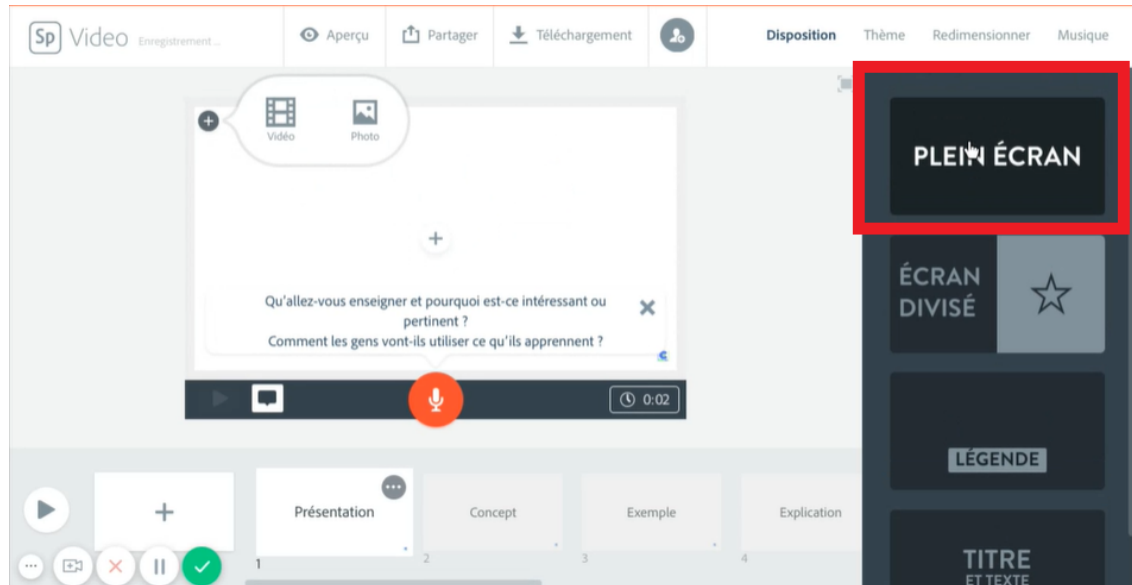 Sp Video Enregistrement ...
Aperçu
Partager
Téléchargement
Disposition
Thème
Redimensionner
Musique
Vidéo
Photo
Qu'allez-vous enseigner et pourquoi est-ce intéressant ou
pertinent ?
Comment les gens vont-ils utiliser ce qu'ils apprennent ?
0:02
PLEIN ÉCRAN
ÉCRAN
DIVISÉ
LÉGENDE
TITRE
ET TEXTE
Présentation
Concept
Exemple
Explication
1
2
3
4